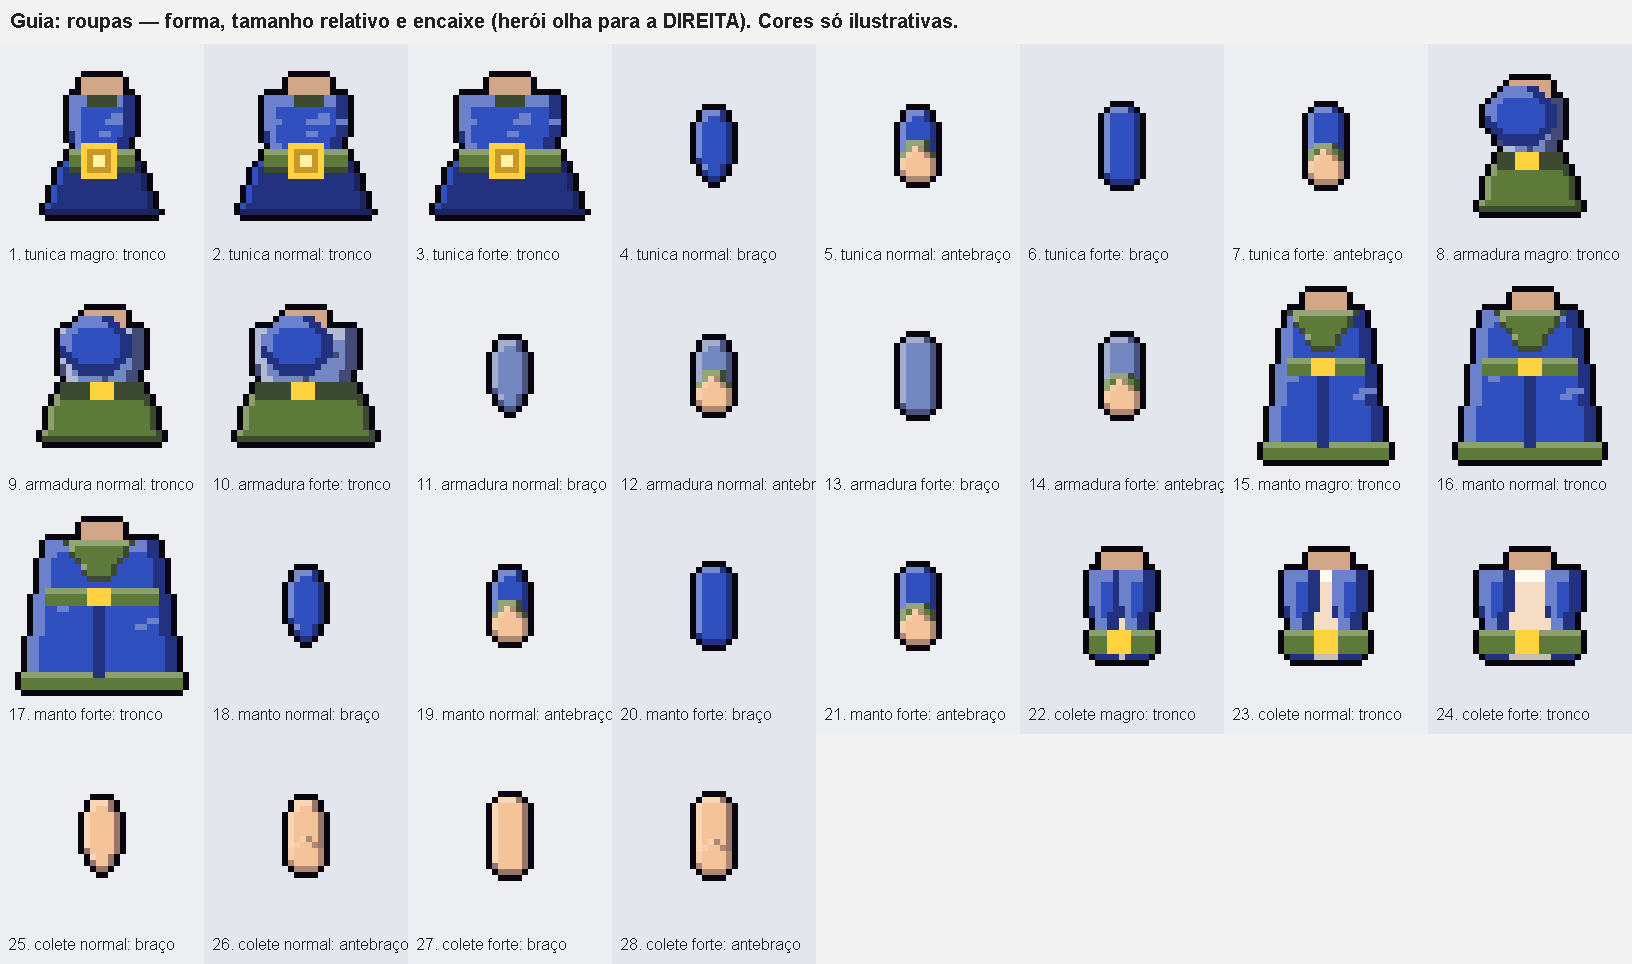 Guia: roupas — forma, tamanho relativo e encaixe (herói olha para a DIREITA). Cores só ilustrativas.
1. tunica magro: tronco
2. tunica normal: tronco
3. tunica forte: tronco
4. tunica normal: braço
5. tunica normal: antebraço
6. tunica forte: braço
7. tunica forte: antebraço
8. armadura magro: tronco
9. armadura normal: tronco
10. armadura forte: tronco
11. armadura normal: braço
12. armadura normal: antebr
13. armadura forte: braço
14. armadura forte: antebraç
15. manto magro: tronco
16. manto normal: tronco
17. manto forte: tronco
18. manto normal: braço
19. manto normal: antebraço
20. manto forte: braço
21. manto forte: antebraço
22. colete magro: tronco
23. colete normal: tronco
24. colete forte: tronco
25. colete normal: braço
26. colete normal: antebraço
27. colete forte: braço
28. colete forte: antebraço